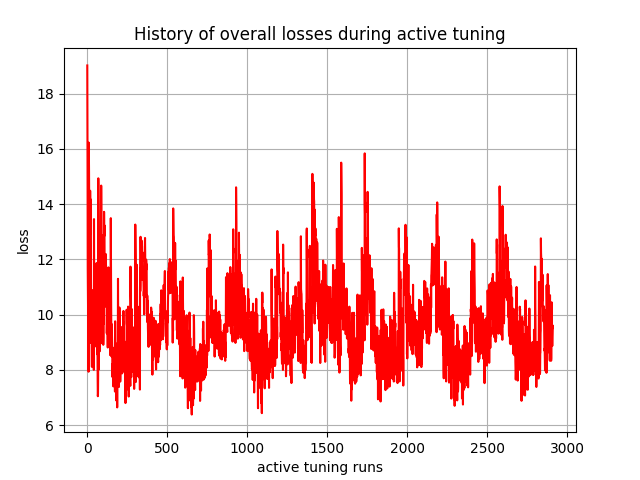 History of overall losses during active tuning
loss
18
16
14
12
10
8
6
0 500 1000 1500 2000 2500 3000
active tuning runs